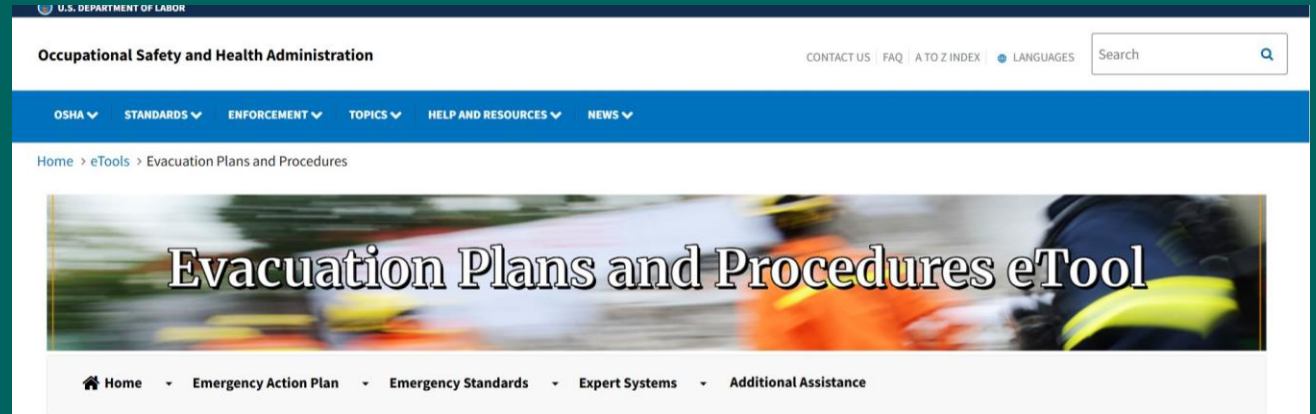 U.S. DEPARTMENT OF LABOR
Occupational Safety and Health Administration
CONTACT US FAQ A TO Z INDEX LANGUAGES
Search
OSHA STANDARDS ENFORCEMENT TOPICS HELP AND RESOURCES NEWS
Home > eTools > Evacuation Plans and Procedures
Evacuation Plans and Procedures eTool
Home Emergency Action Plan Emergency Standards Expert Systems Additional Assistance